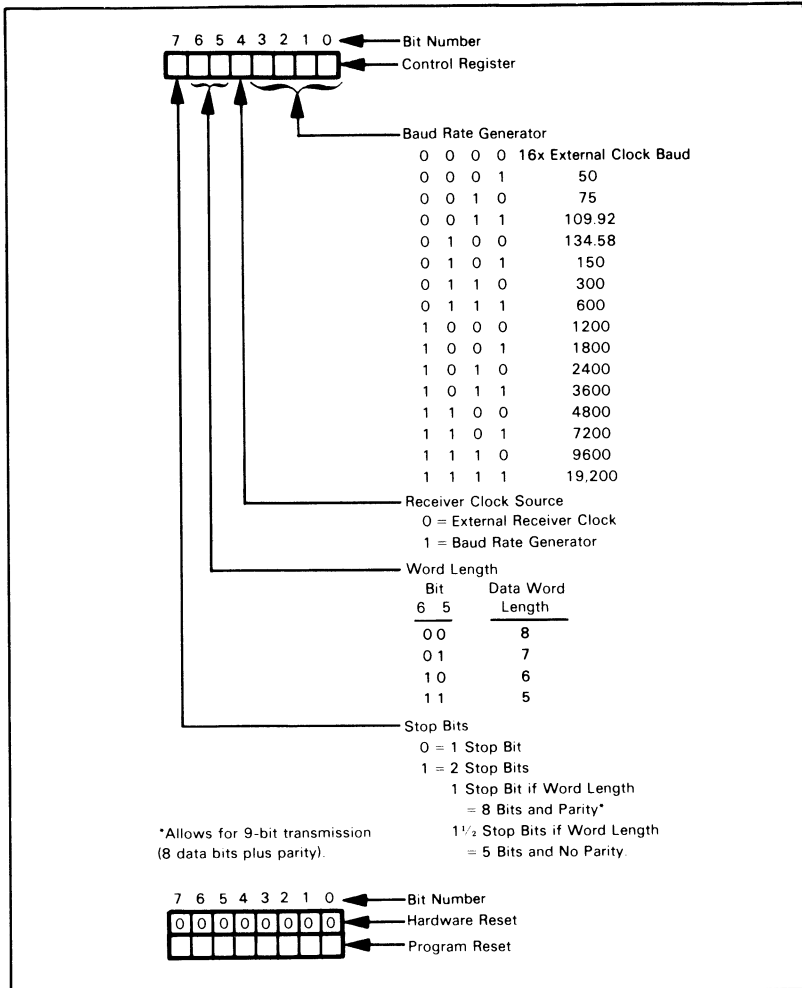 7 6 5 4 3 2 1 0 Bit Number
Control Register
Baud Rate Generator
0 0 0 0 16x External Clock Baud
0 0 0 1 50
0 0 1 0 75
0 0 1 1 109.92
0 1 0 0 134.58
0 1 0 1 150
0 1 1 0 300
0 1 1 1 600
1 0 0 0 1200
1 0 0 1 1800
1 0 1 0 2400
1 0 1 1 3600
1 1 0 0 4800
1 1 0 1 7200
1 1 1 0 9600
1 1 1 1 19,200
Receiver Clock Source
0 = External Receiver Clock
1 = Baud Rate Generator
Word Length
Bit Data Word
6 5 Length
0 0 8
0 1 7
1 0 6
1 1 5
Stop Bits
0 = 1 Stop Bit
1 = 2 Stop Bits
1 Stop Bit if Word Length
= 8 Bits and Parity*
1½ Stop Bits if Word Length
= 5 Bits and No Parity.
*Allows for 9-bit transmission
(8 data bits plus parity).
7 6 5 4 3 2 1 0 Bit Number
0 0 0 0 0 0 0 0 Hardware Reset
Program Reset